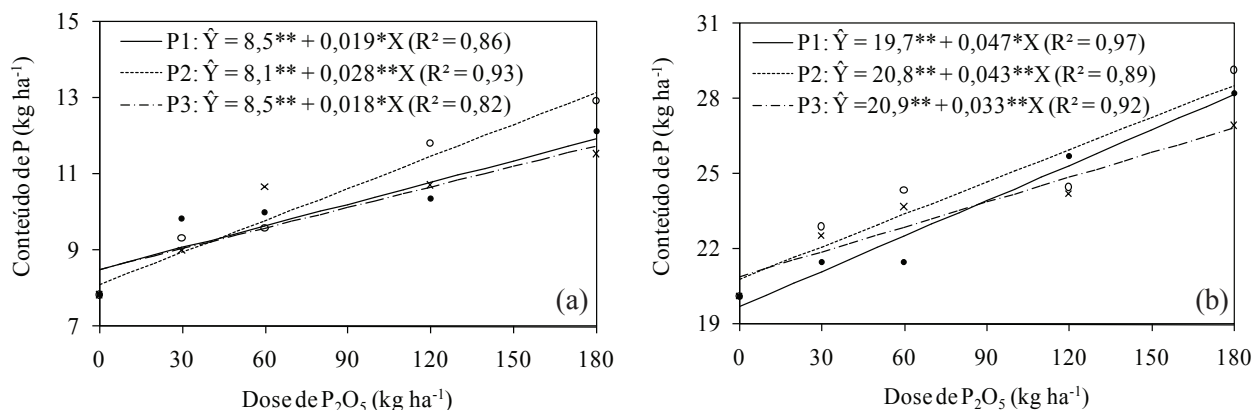 15
13
11
9
7
Conteúdo de P (kg ha⁻¹)
P1: Ŷ = 8,5** + 0,019*X (R² = 0,86)
P2: Ŷ = 8,1** + 0,028**X (R² = 0,93)
P3: Ŷ = 8,5** + 0,018*X (R² = 0,82)
(a)
0 30 60 90 120 150 180
Dose de P₂O₅ (kg ha⁻¹)
31
28
25
22
19
Conteúdo de P (kg ha⁻¹)
P1: Ŷ = 19,7** + 0,047*X (R² = 0,97)
P2: Ŷ = 20,8** + 0,043**X (R² = 0,89)
P3: Ŷ = 20,9** + 0,033**X (R² = 0,92)
(b)
0 30 60 90 120 150 180
Dose de P₂O₅ (kg ha⁻¹)